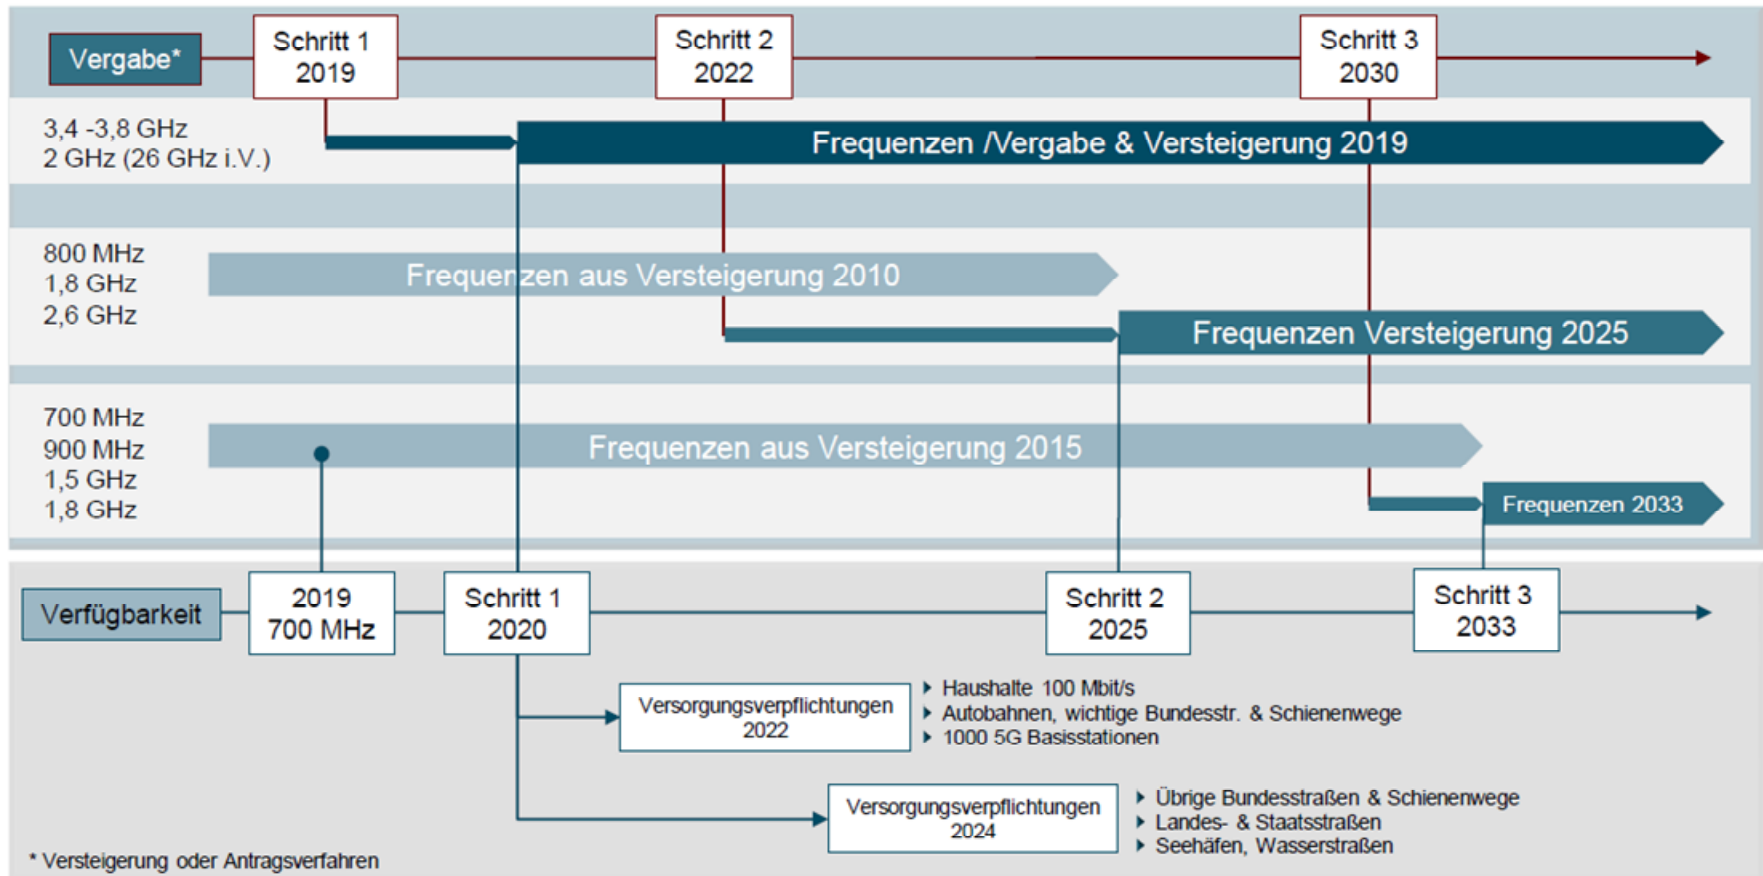 Vergabe*
Schritt 1
2019
Schritt 2
2022
Schritt 3
2030
3,4 -3,8 GHz
2 GHz (26 GHz i.V.)
Frequenzen /Vergabe & Versteigerung 2019
800 MHz
1,8 GHz
2,6 GHz
Frequenzen aus Versteigerung 2010
Frequenzen Versteigerung 2025
700 MHz
900 MHz
1,5 GHz
1,8 GHz
Frequenzen aus Versteigerung 2015
Frequenzen 2033
Verfügbarkeit
2019
700 MHz
Schritt 1
2020
Schritt 2
2025
Schritt 3
2033
Versorgungsverpflichtungen
2022
Haushalte 100 Mbit/s
Autobahnen, wichtige Bundesstr. & Schienenwege
1000 5G Basisstationen
Versorgungsverpflichtungen
2024
Übrige Bundesstraßen & Schienenwege
Landes- & Staatsstraßen
Seehäfen, Wasserstraßen
* Versteigerung oder Antragsverfahren